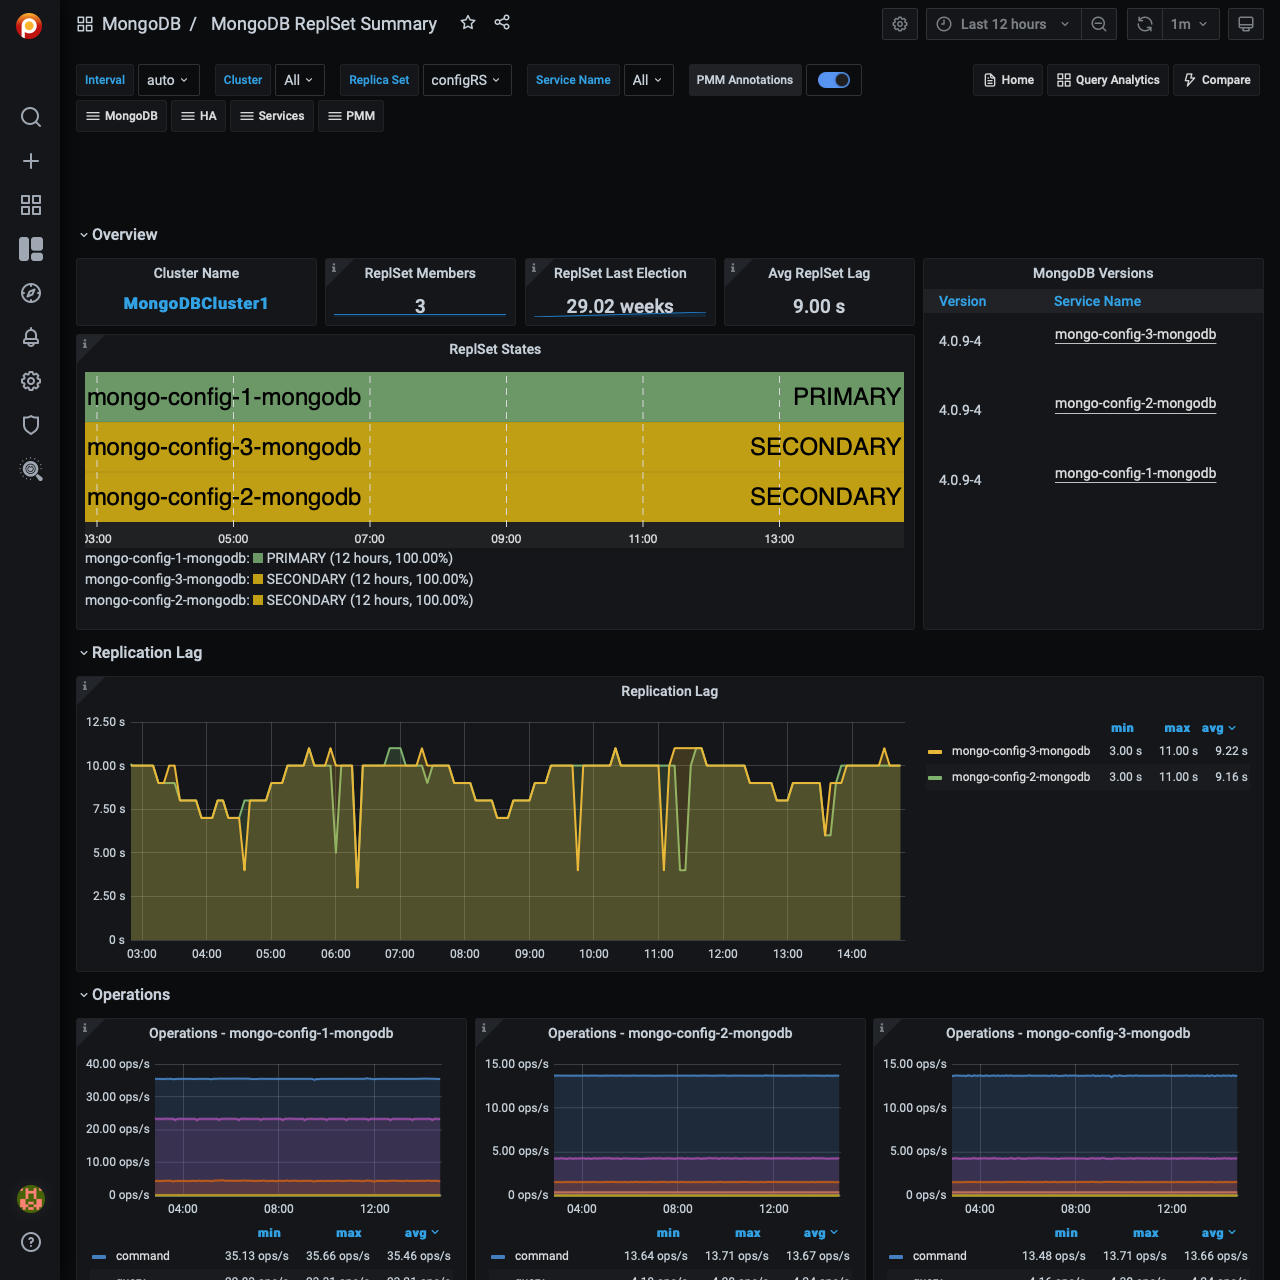 MongoDB / MongoDB ReplSet Summary
Last 12 hours
1m
Interval auto Cluster All Replica Set configRS Service Name All PMM Annotations
Home Query Analytics Compare
MongoDB HA Services PMM
Overview
Cluster Name
MongoDBCluster1
ReplSet Members
3
ReplSet Last Election
29.02 weeks
Avg ReplSet Lag
9.00 s
MongoDB Versions
Version Service Name
4.0.9-4 mongo-config-3-mongodb
4.0.9-4 mongo-config-2-mongodb
4.0.9-4 mongo-config-1-mongodb
ReplSet States
mongo-config-1-mongodb PRIMARY
mongo-config-3-mongodb SECONDARY
mongo-config-2-mongodb SECONDARY
03:00 05:00 07:00 09:00 11:00 13:00
mongo-config-1-mongodb: PRIMARY (12 hours, 100.00%)
mongo-config-3-mongodb: SECONDARY (12 hours, 100.00%)
mongo-config-2-mongodb: SECONDARY (12 hours, 100.00%)
Replication Lag
Replication Lag
12.50 s
10.00 s
7.50 s
5.00 s
2.50 s
0 s
03:00 04:00 05:00 06:00 07:00 08:00 09:00 10:00 11:00 12:00 13:00 14:00
min max avg
mongo-config-3-mongodb 3.00 s 11.00 s 9.22 s
mongo-config-2-mongodb 3.00 s 11.00 s 9.16 s
Operations
Operations - mongo-config-1-mongodb
40.00 ops/s
30.00 ops/s
20.00 ops/s
10.00 ops/s
0 ops/s
04:00 08:00 12:00
min max avg
command 35.13 ops/s 35.66 ops/s 35.46 ops/s
Operations - mongo-config-2-mongodb
15.00 ops/s
10.00 ops/s
5.00 ops/s
0 ops/s
04:00 08:00 12:00
min max avg
command 13.64 ops/s 13.71 ops/s 13.67 ops/s
Operations - mongo-config-3-mongodb
15.00 ops/s
10.00 ops/s
5.00 ops/s
0 ops/s
04:00 08:00 12:00
min max avg
command 13.48 ops/s 13.71 ops/s 13.66 ops/s